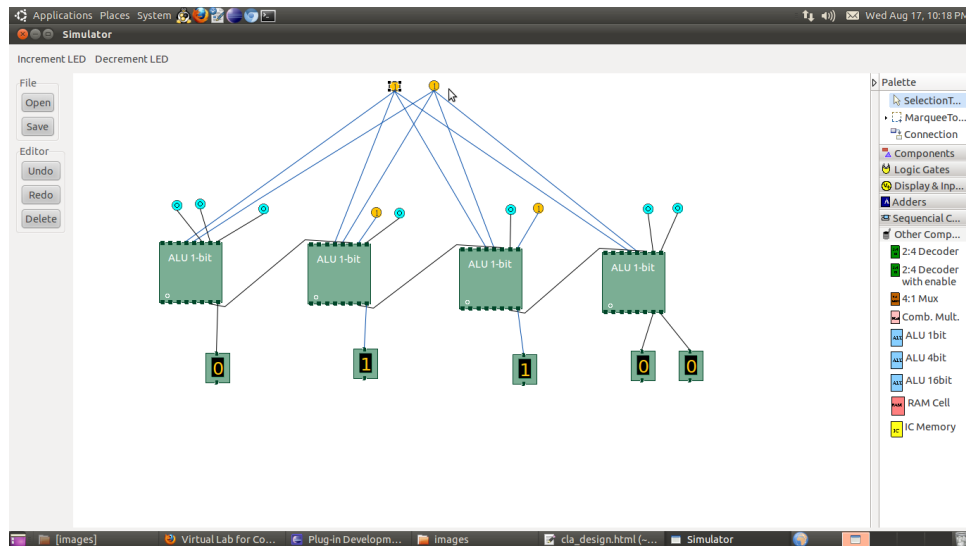 Applications Places System
Wed Aug 17, 10:18 PM
Simulator
Increment LED Decrement LED
File
Open
Save
Editor
Undo
Redo
Delete
ALU 1-bit
ALU 1-bit
ALU 1-bit
ALU 1-bit
0
1
1
0
0
Palette
SelectionT...
MarqueeTo...
Connection
Components
Logic Gates
Display & Inp...
Adders
Sequencial C...
Other Comp...
2:4 Decoder
2:4 Decoder
with enable
4:1 Mux
Comb. Mult.
ALU 1bit
ALU 4bit
ALU 16bit
RAM Cell
IC Memory
[images]
Virtual Lab for Co...
Plug-in Developm...
images
cla_design.html (~...
Simulator